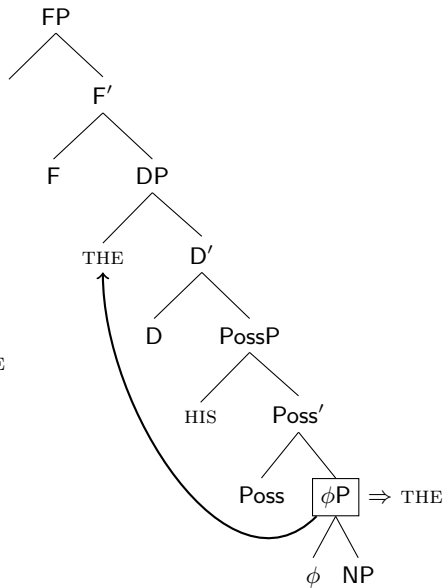 FP
F′
F DP
THE D′
D PossP
E
HIS Poss′
Poss ϕP ⇒ THE
ϕ NP